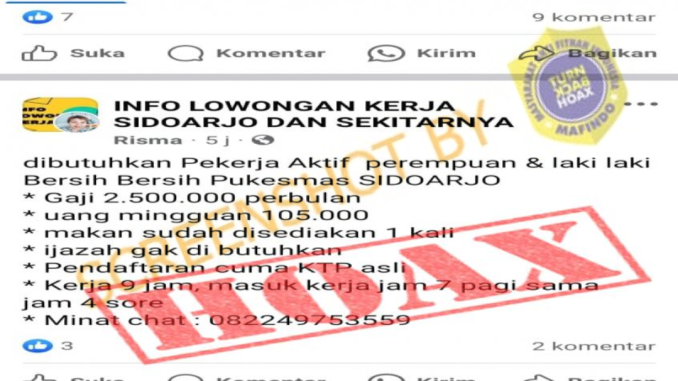 7
9 komentar
Suka
Komentar
Kirim
Bagikan
MASYARAKAT ANTI FITNAH INDONESIA
TURN
BACK
HOAX
MAFINDO
INFO
LOWONGAN
KERJA
INFO LOWONGAN KERJA
SIDOARJO DAN SEKITARNYA
Risma · 5 j ·
SCREENSHOT BY
dibutuhkan Pekerja Aktif perempuan & laki laki
Bersih Bersih Pukesmas SIDOARJO
* Gaji 2.500.000 perbulan
* uang mingguan 105.000
* makan sudah disediakan 1 kali
* ijazah gak di butuhkan
* Pendaftaran cuma KTP asli
* Kerja 9 jam, masuk kerja jam 7 pagi sama
jam 4 sore
* Minat chat : 082249753559
HOAX
3
2 komentar
Suka
Komentar
Kirim
Bagikan